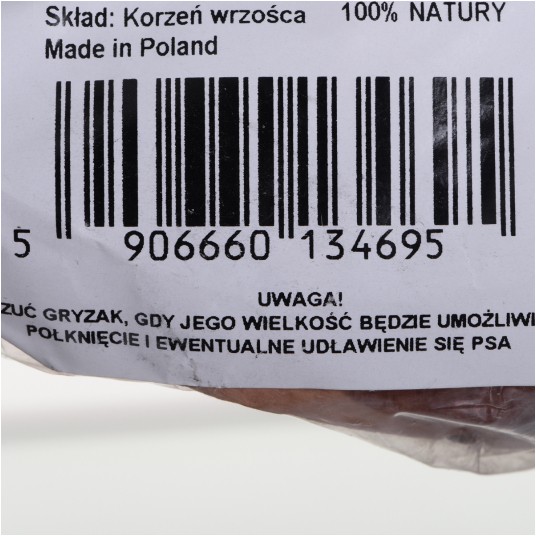 Skład: Korzeń wrzośca 100% NATURY
Made in Poland
5 906660 134695
UWAGA!
GRYZAK, GDY JEGO WIELKOŚĆ BĘDZIE
POŁKNIĘCIE I EWENTUALNE UDŁAWIENIE SIĘ PSA